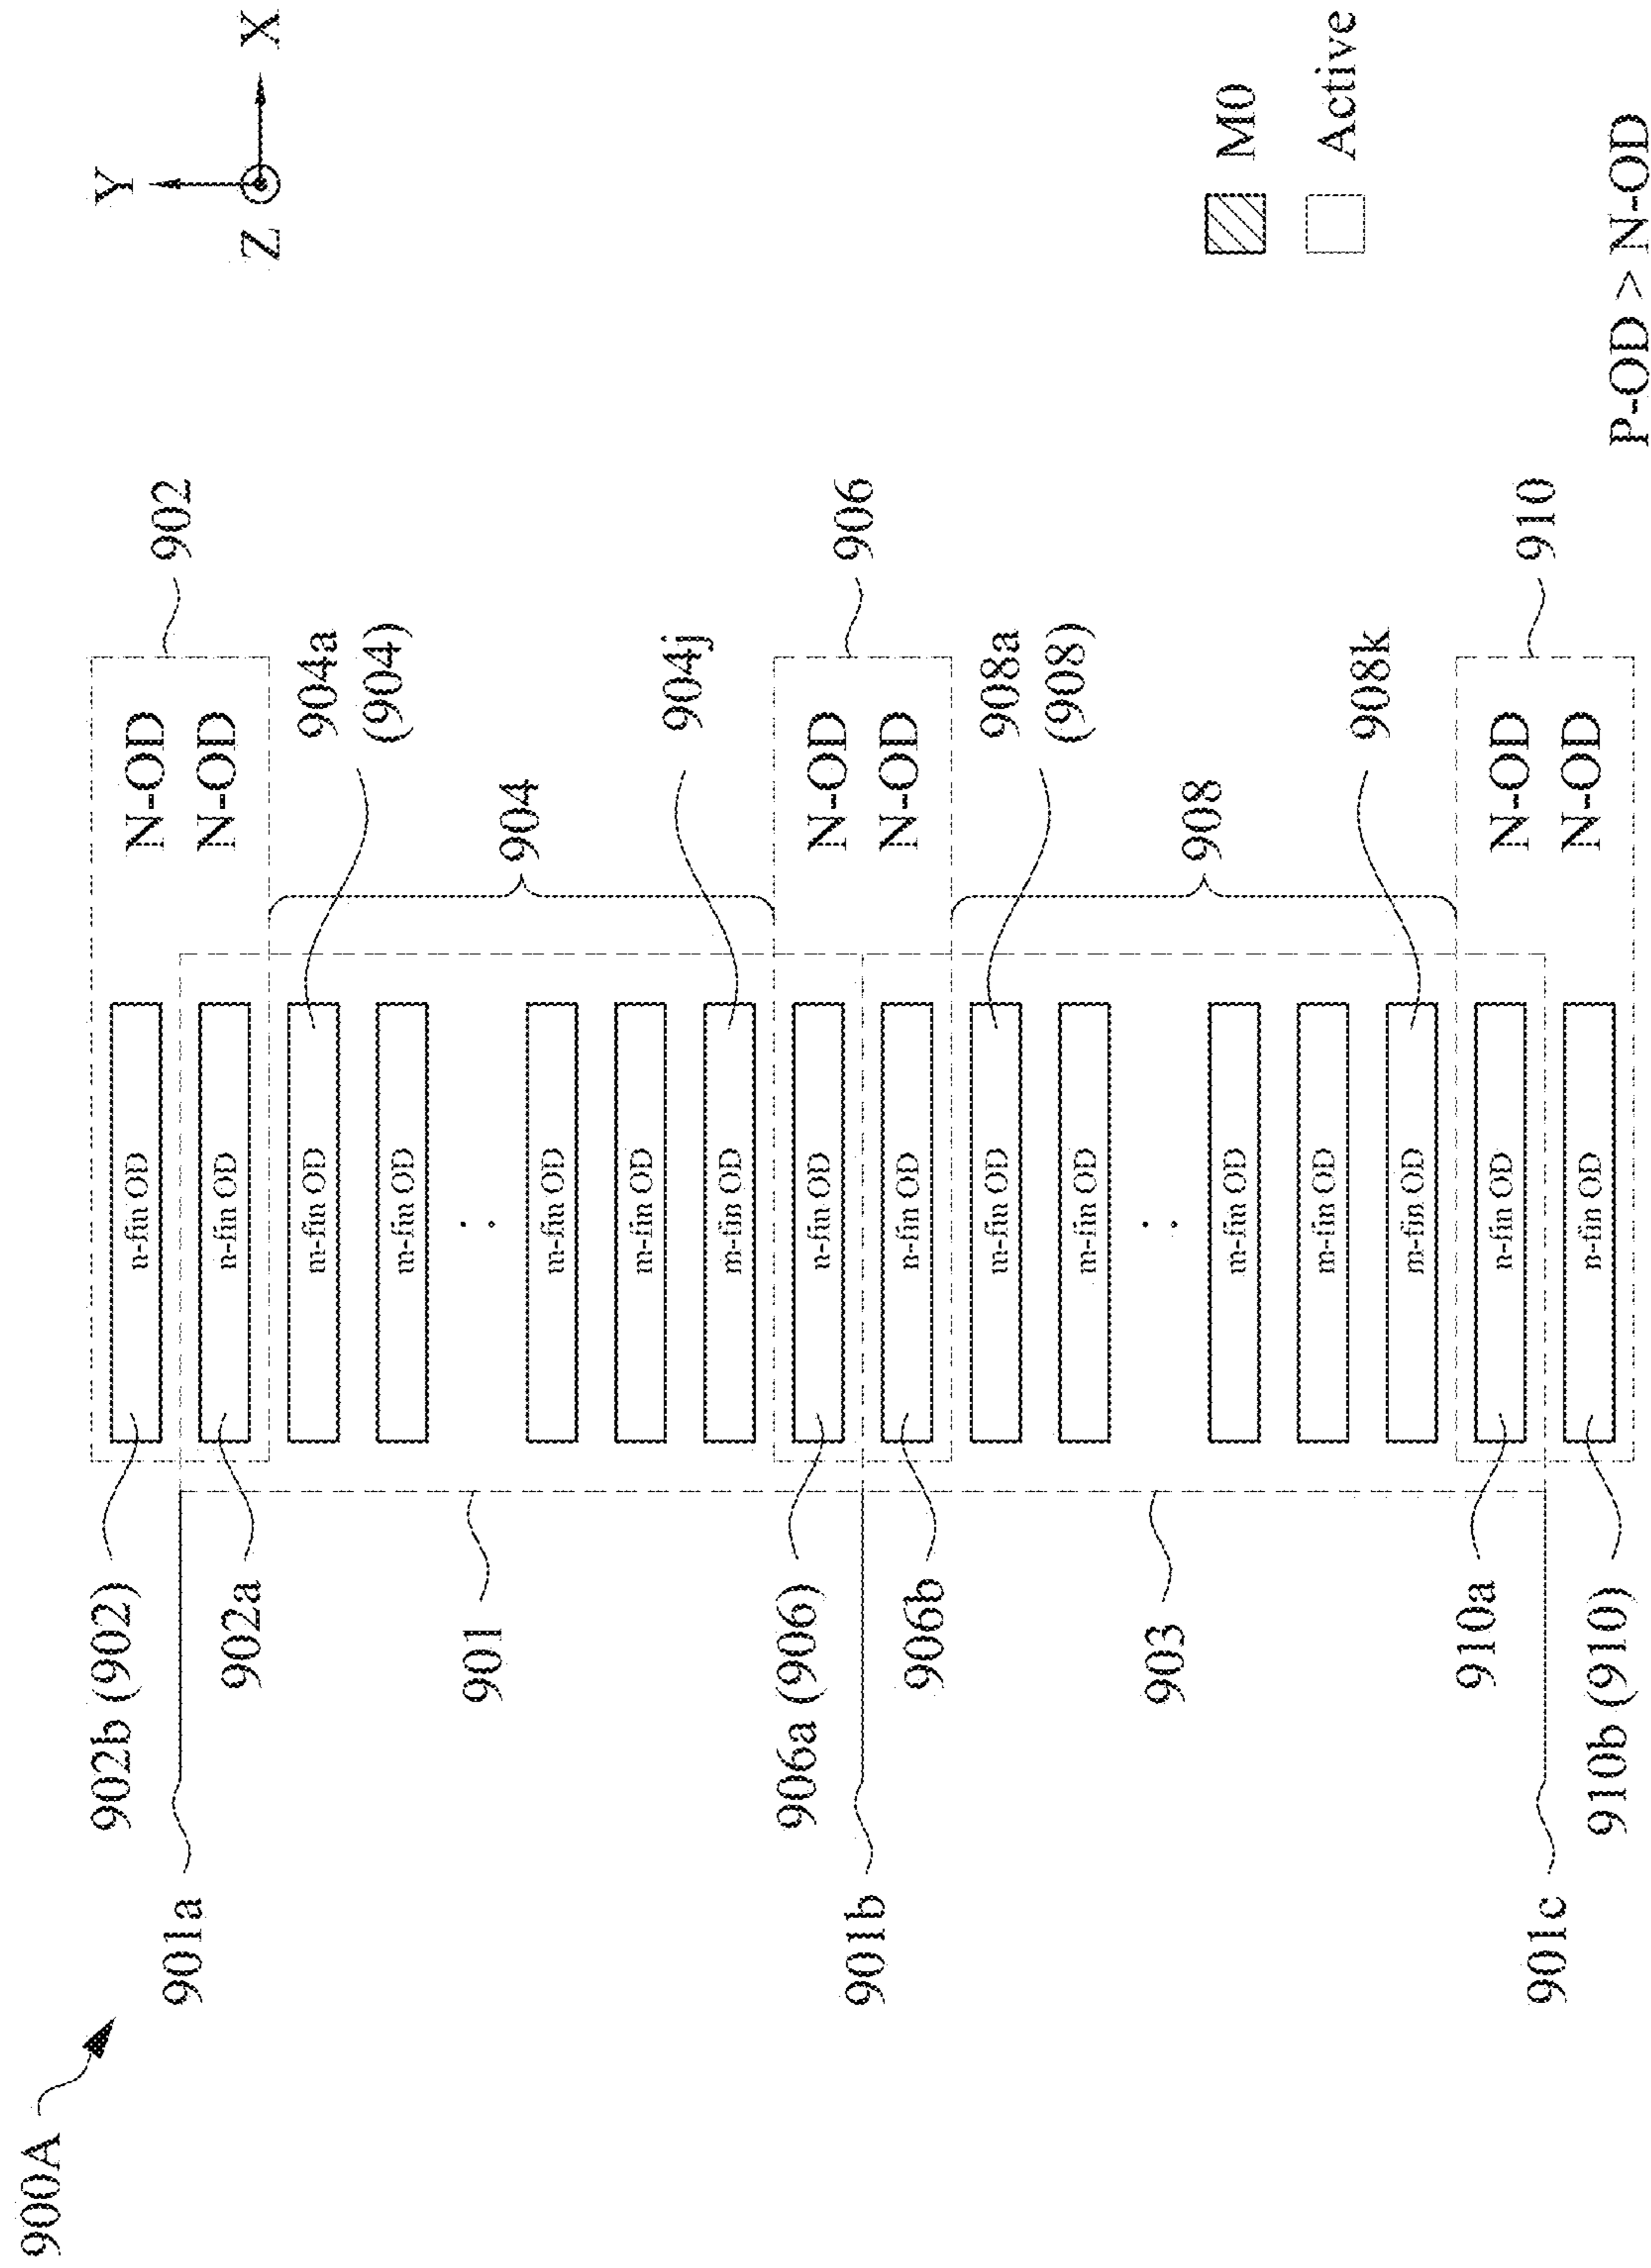 900A
Y
X
Z
902b (902)
n-fin OD
N-OD
902
901a
902a
n-fin OD
N-OD
m-fin OD
904a
(904)
m-fin OD
901
904
m-fin OD
m-fin OD
m-fin OD
904j
906a (906)
n-fin OD
N-OD
906
901b
906b
n-fin OD
N-OD
m-fin OD
908a
(908)
m-fin OD
903
908
m-fin OD
m-fin OD
m-fin OD
908k
910a
n-fin OD
N-OD
910
901c
910b (910)
n-fin OD
N-OD
M0
Active
P-OD > N-OD